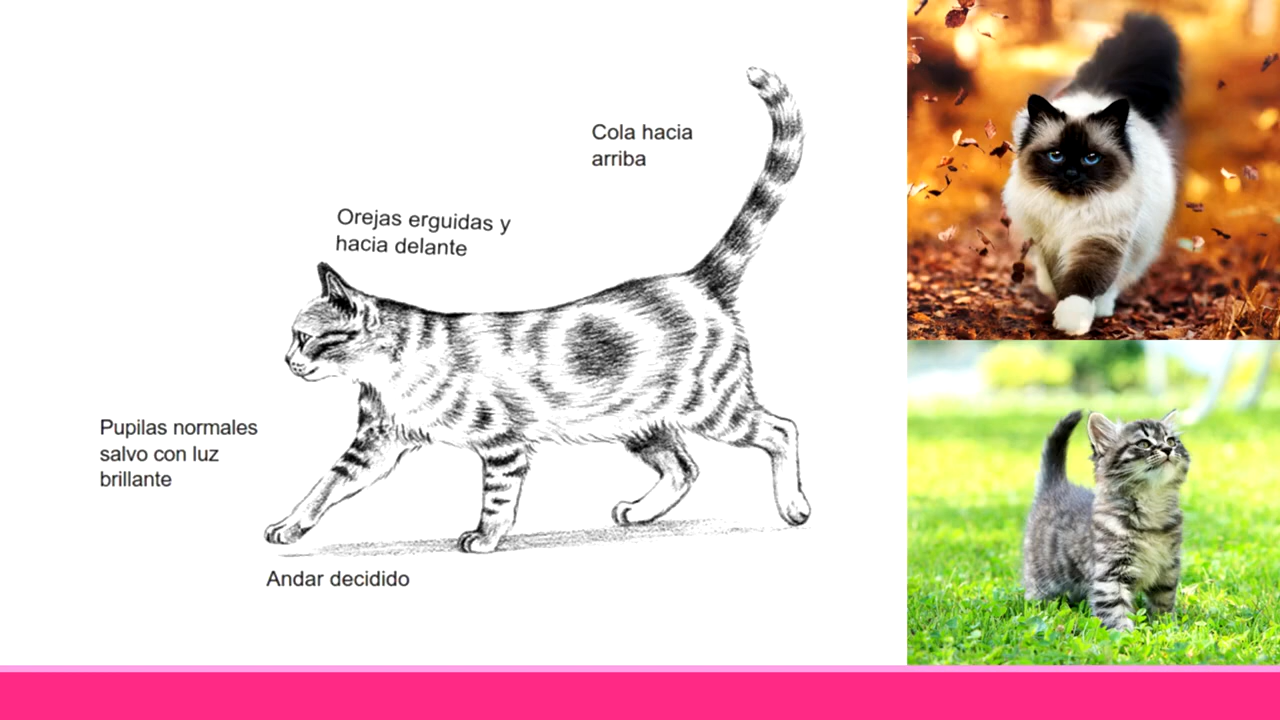 Cola hacia
arriba
Orejas erguidas y
hacia delante
Pupilas normales
salvo con luz
brillante
Andar decidido